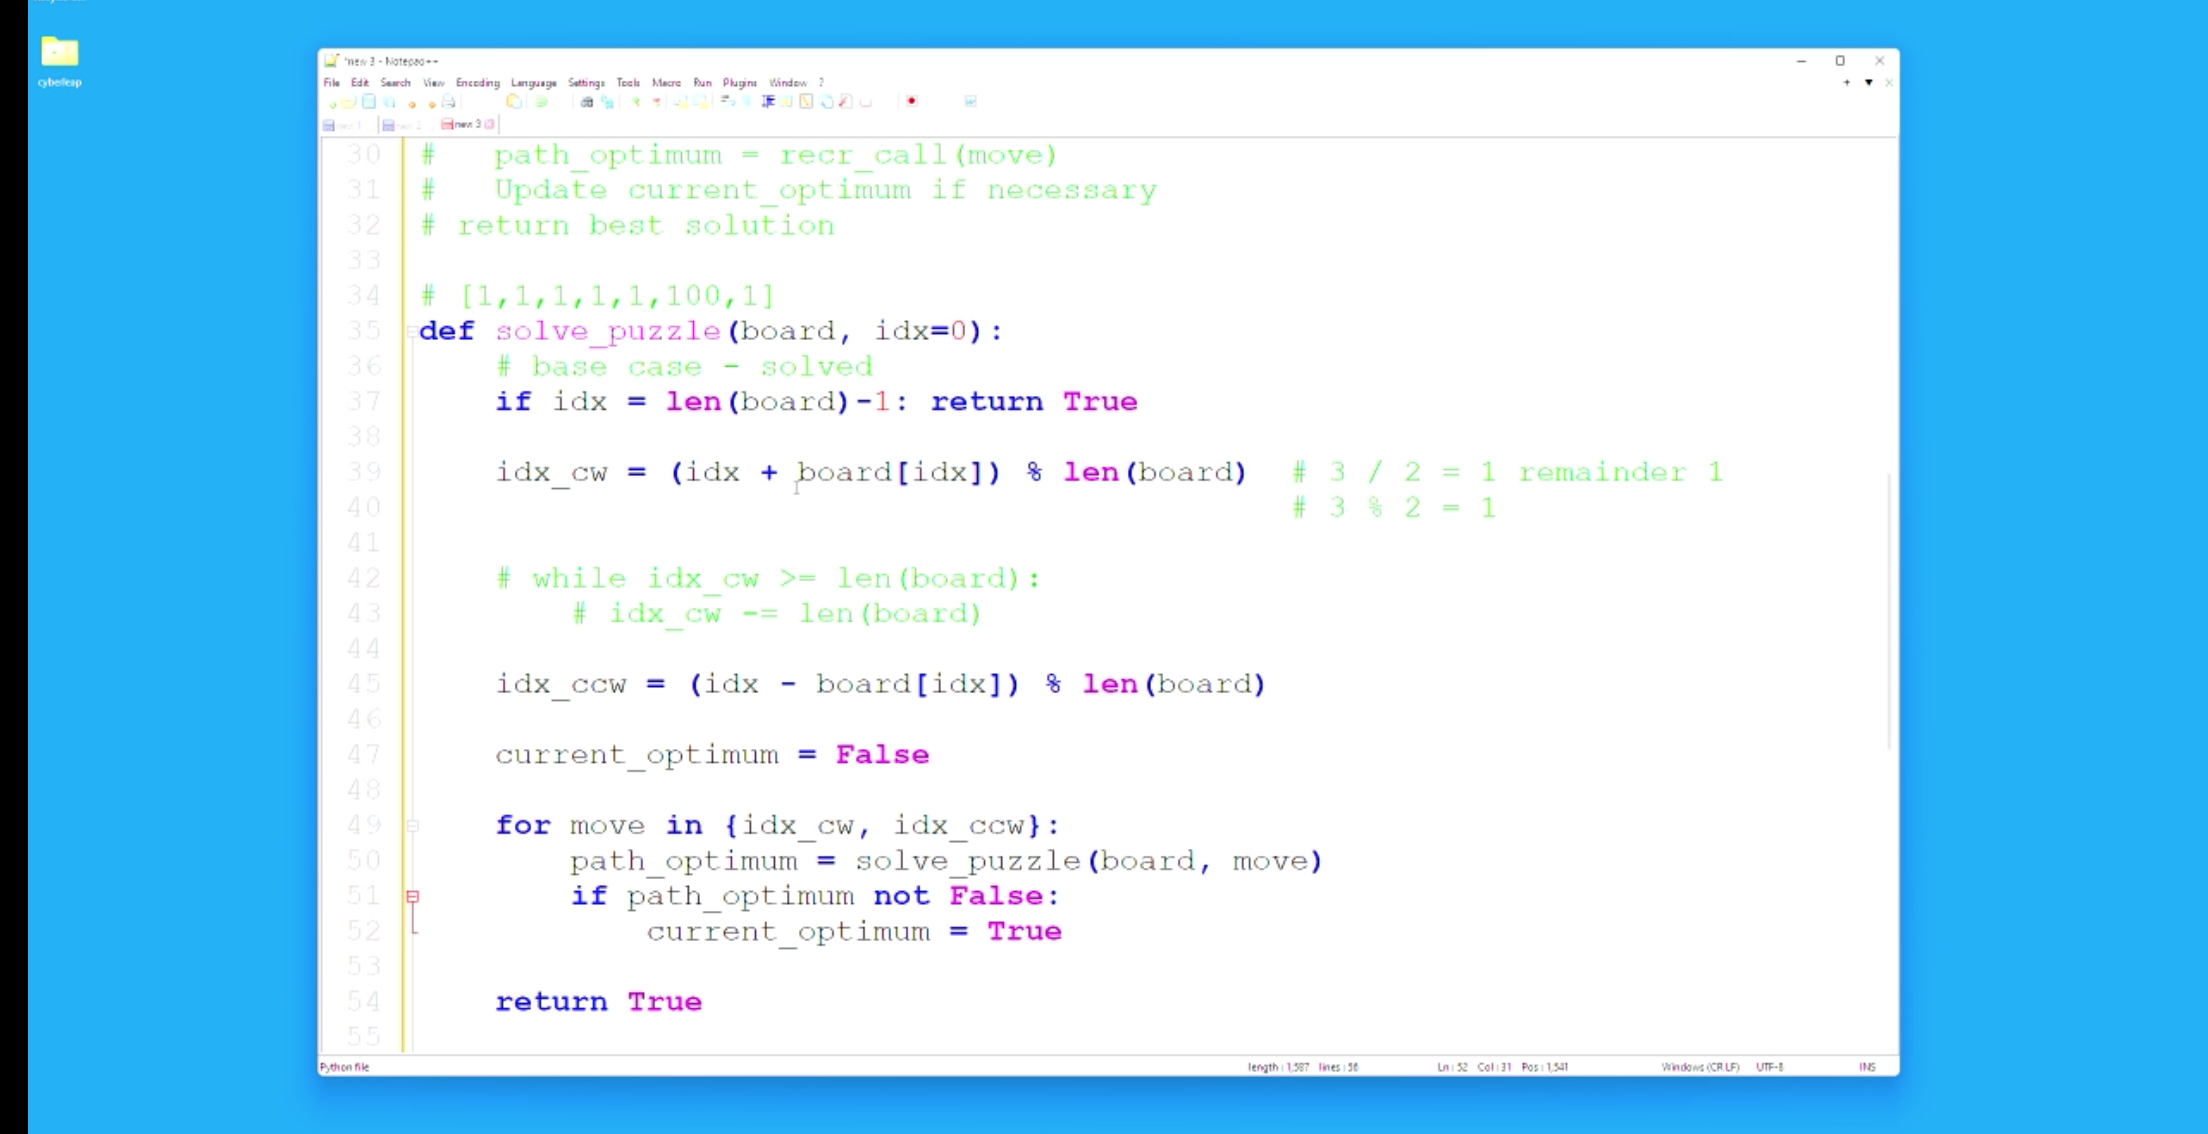 cyberleap
*new 3 - Notepad++
File Edit Search View Encoding Language Settings Tools Macro Run Plugins Window ?
new 1 new 2 new 3
30 #    path_optimum = recr_call(move)
31 #    Update current_optimum if necessary
32 # return best solution
33
34 # [1,1,1,1,1,100,1]
35 def solve_puzzle(board, idx=0):
36     # base case - solved
37     if idx = len(board)-1: return True
38
39     idx_cw = (idx + board[idx]) % len(board)  # 3 / 2 = 1 remainder 1
40                                               # 3 % 2 = 1
41
42     # while idx_cw >= len(board):
43         # idx_cw -= len(board)
44
45     idx_ccw = (idx - board[idx]) % len(board)
46
47     current_optimum = False
48
49     for move in {idx_cw, idx_ccw}:
50         path_optimum = solve_puzzle(board, move)
51         if path_optimum not False:
52             current_optimum = True
53
54     return True
55
Python file length : 1,587 lines : 56 Ln : 52 Col : 31 Pos : 1,541 Windows (CR LF) UTF-8 INS